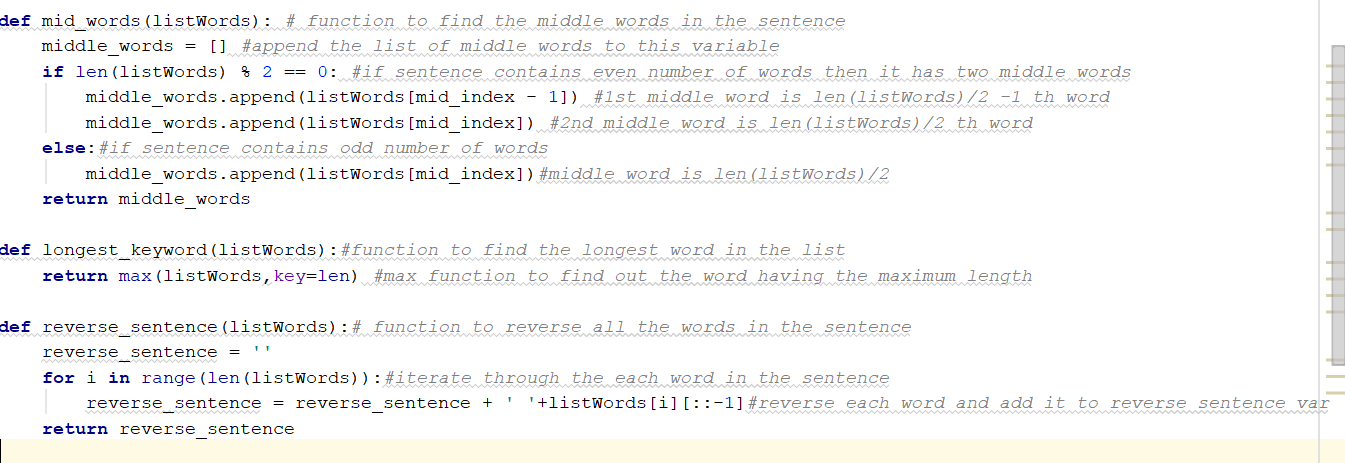 def mid_words(listWords): # function to find the middle words in the sentence
    middle_words = [] #append the list of middle words to this variable
    if len(listWords) % 2 == 0: #if sentence contains even number of words then it has two middle words
        middle_words.append(listWords[mid_index - 1]) #1st middle word is len(listWords)/2 -1 th word
        middle_words.append(listWords[mid_index]) #2nd middle word is len(listWords)/2 th word
    else:#if sentence contains odd number of words
        middle_words.append(listWords[mid_index])#middle word is len(listWords)/2
    return middle_words

def longest_keyword(listWords):#function to find the longest word in the list
    return max(listWords,key=len) #max function to find out the word having the maximum length

def reverse_sentence(listWords):# function to reverse all the words in the sentence
    reverse_sentence = ''
    for i in range(len(listWords)):#iterate through the each word in the sentence
        reverse_sentence = reverse_sentence + ' '+listWords[i][::-1]#reverse each word and add it to reverse sentence var
    return reverse_sentence